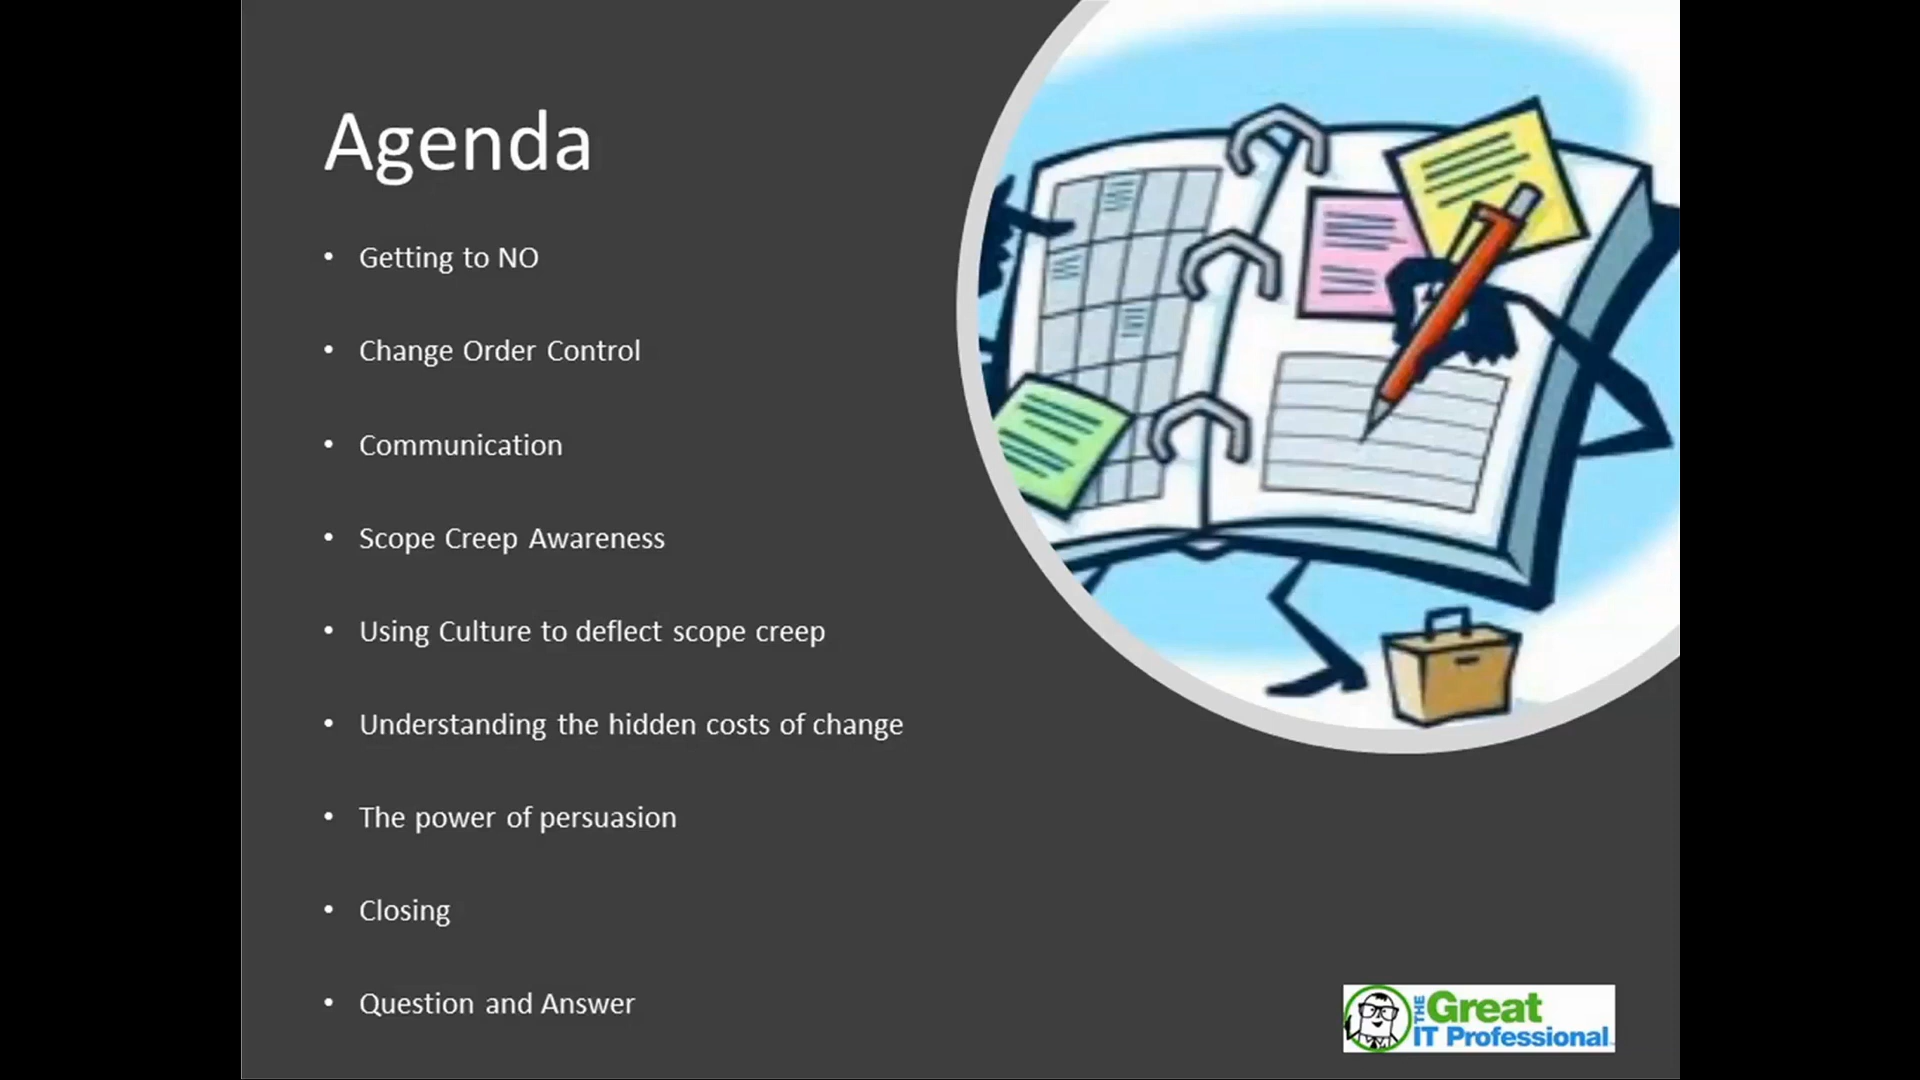 Agenda
• Getting to NO
• Change Order Control
• Communication
• Scope Creep Awareness
• Using Culture to deflect scope creep
• Understanding the hidden costs of change
• The power of persuasion
• Closing
• Question and Answer
THE Great
IT Professional